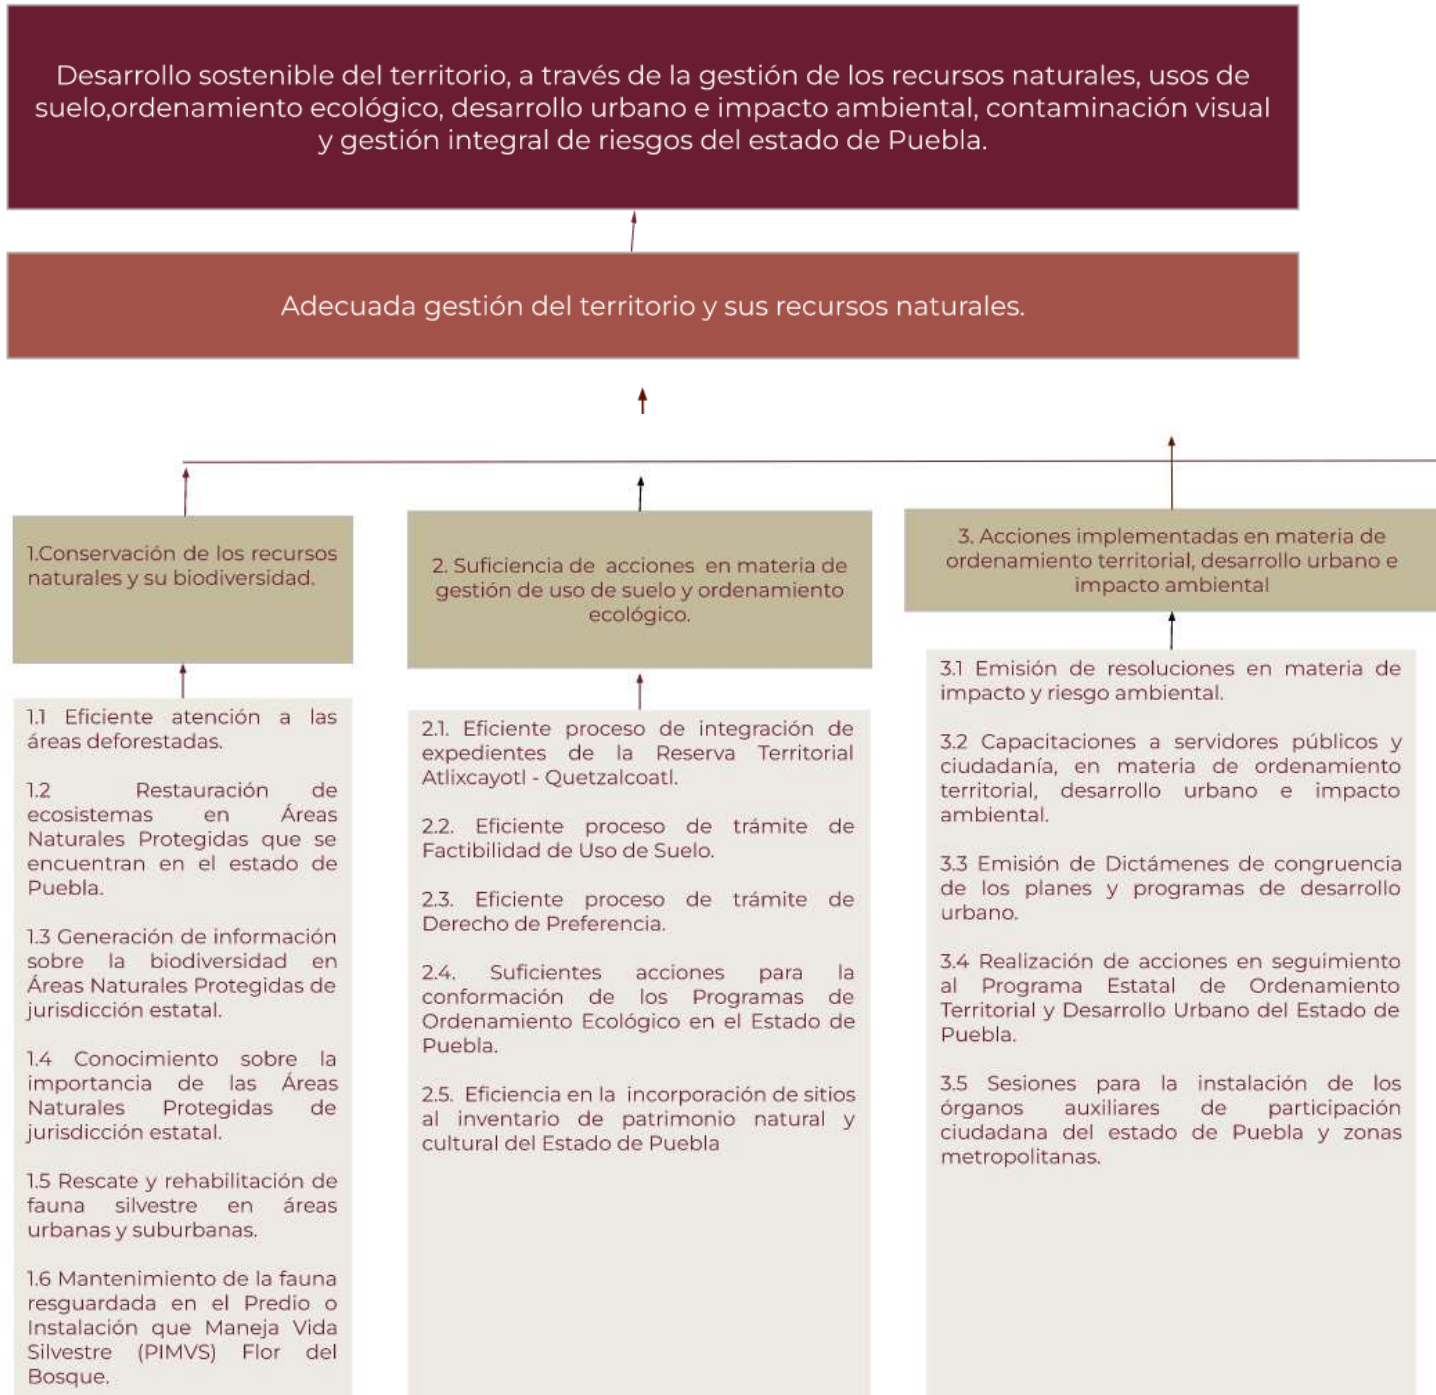 Desarrollo sostenible del territorio, a través de la gestión de los recursos naturales, usos de
suelo,ordenamiento ecológico, desarrollo urbano e impacto ambiental, contaminación visual
y gestión integral de riesgos del estado de Puebla.
Adecuada gestión del territorio y sus recursos naturales.
1.Conservación de los recursos
naturales y su biodiversidad.
1.1 Eficiente atención a las
áreas deforestadas.
1.2 Restauración de
ecosistemas en Áreas
Naturales Protegidas que se
encuentran en el estado de
Puebla.
1.3 Generación de información
sobre la biodiversidad en
Áreas Naturales Protegidas de
jurisdicción estatal.
1.4 Conocimiento sobre la
importancia de las Áreas
Naturales Protegidas de
jurisdicción estatal.
1.5 Rescate y rehabilitación de
fauna silvestre en áreas
urbanas y suburbanas.
1.6 Mantenimiento de la fauna
resguardada en el Predio o
Instalación que Maneja Vida
Silvestre (PIMVS) Flor del
Bosque.
2. Suficiencia de acciones en materia de
gestión de uso de suelo y ordenamiento
ecológico.
2.1. Eficiente proceso de integración de
expedientes de la Reserva Territorial
Atlixcayotl - Quetzalcoatl.
2.2. Eficiente proceso de trámite de
Factibilidad de Uso de Suelo.
2.3. Eficiente proceso de trámite de
Derecho de Preferencia.
2.4. Suficientes acciones para la
conformación de los Programas de
Ordenamiento Ecológico en el Estado de
Puebla.
2.5. Eficiencia en la incorporación de sitios
al inventario de patrimonio natural y
cultural del Estado de Puebla
3. Acciones implementadas en materia de
ordenamiento territorial, desarrollo urbano e
impacto ambiental
3.1 Emisión de resoluciones en materia de
impacto y riesgo ambiental.
3.2 Capacitaciones a servidores públicos y
ciudadanía, en materia de ordenamiento
territorial, desarrollo urbano e impacto
ambiental.
3.3 Emisión de Dictámenes de congruencia
de los planes y programas de desarrollo
urbano.
3.4 Realización de acciones en seguimiento
al Programa Estatal de Ordenamiento
Territorial y Desarrollo Urbano del Estado de
Puebla.
3.5 Sesiones para la instalación de los
órganos auxiliares de participación
ciudadana del estado de Puebla y zonas
metropolitanas.